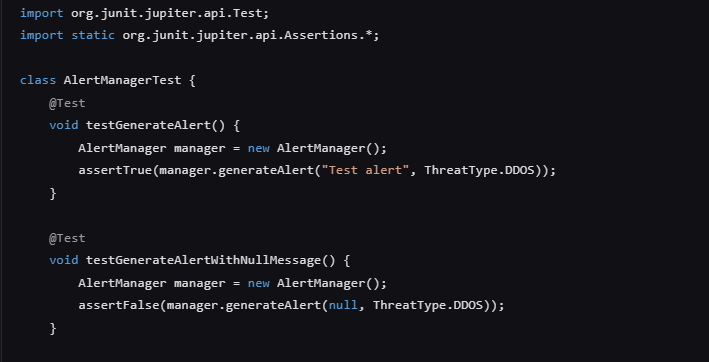 import org.junit.jupiter.api.Test;
import static org.junit.jupiter.api.Assertions.*;
class AlertManagerTest {
@Test
void testGenerateAlert() {
AlertManager manager = new AlertManager();
assertTrue(manager.generateAlert("Test alert", ThreatType.DDOS));
}
@Test
void testGenerateAlertWithNullMessage() {
AlertManager manager = new AlertManager();
assertFalse(manager.generateAlert(null, ThreatType.DDOS));
}